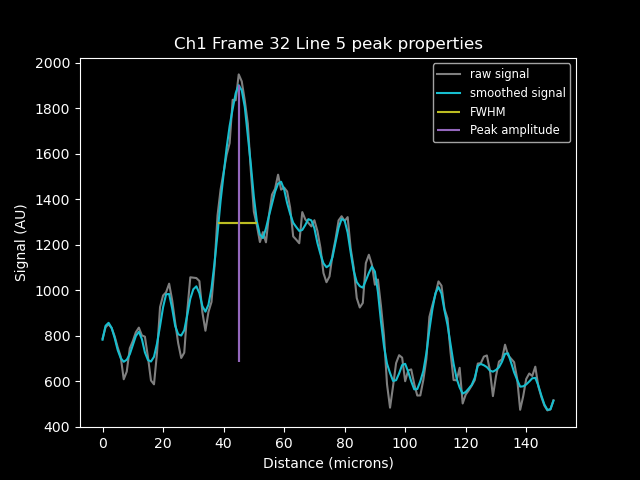 Ch1 Frame 32 Line 5 peak properties
raw signal
smoothed signal
FWHM
Peak amplitude
Signal (AU)
2000
1800
1600
1400
1200
1000
800
600
400
0 20 40 60 80 100 120 140
Distance (microns)